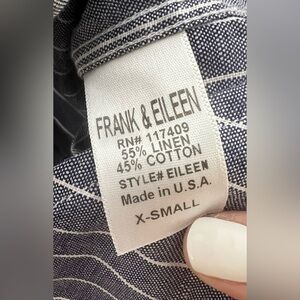 FRANK & EILEEN
RN# 117409
55% LINEN
45% COTTON
STYLE# EILEEN
Made in U.S.A.
X-SMALL